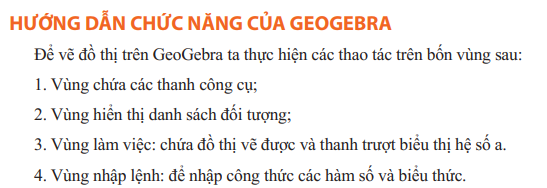 HƯỚNG DẪN CHỨC NĂNG CỦA GEOGEBRA
Để vẽ đồ thị trên GeoGebra ta thực hiện các thao tác trên bốn vùng sau:
1. Vùng chứa các thanh công cụ;
2. Vùng hiển thị danh sách đối tượng;
3. Vùng làm việc: chứa đồ thị vẽ được và thanh trượt biểu thị hệ số a.
4. Vùng nhập lệnh: để nhập công thức các hàm số và biểu thức.